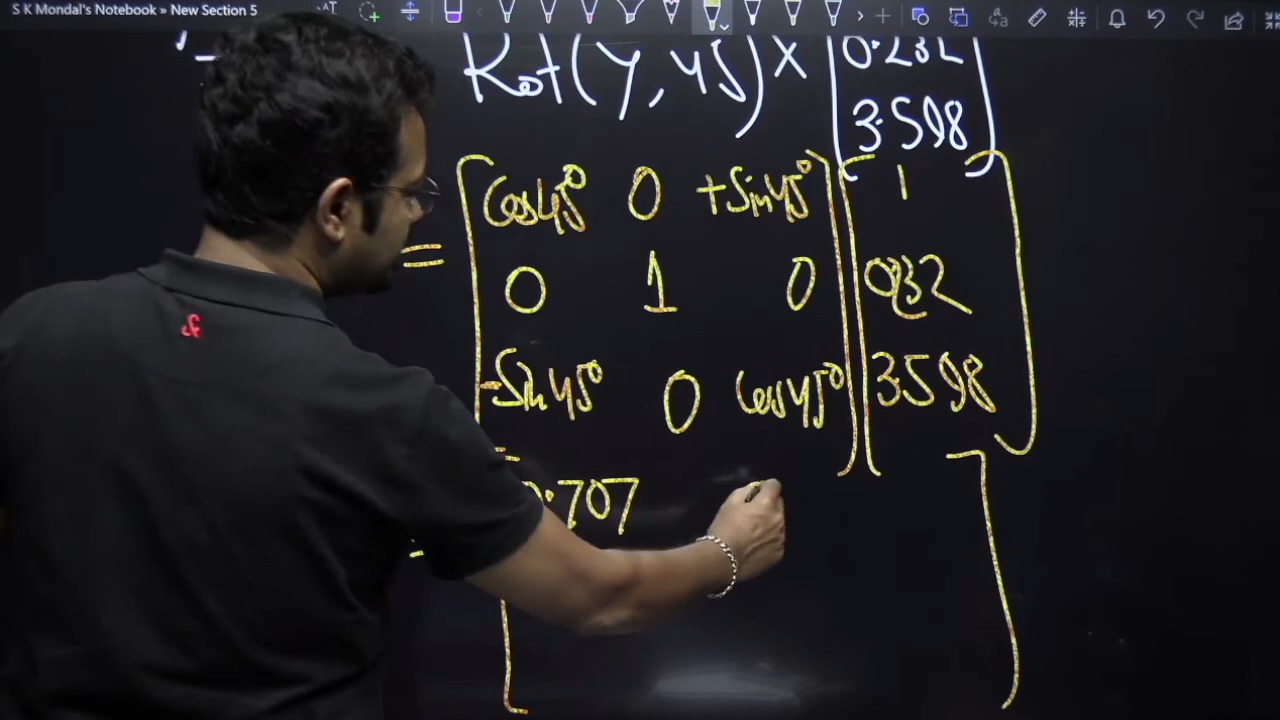 S K Mondal's Notebook » New Section 5
Rot(Y, 45) × 0.232
3.598
= cos45° 0 +sin45° 1
0 1 0 0.232
-sin45° 0 cos45° 3.598
= 0.707